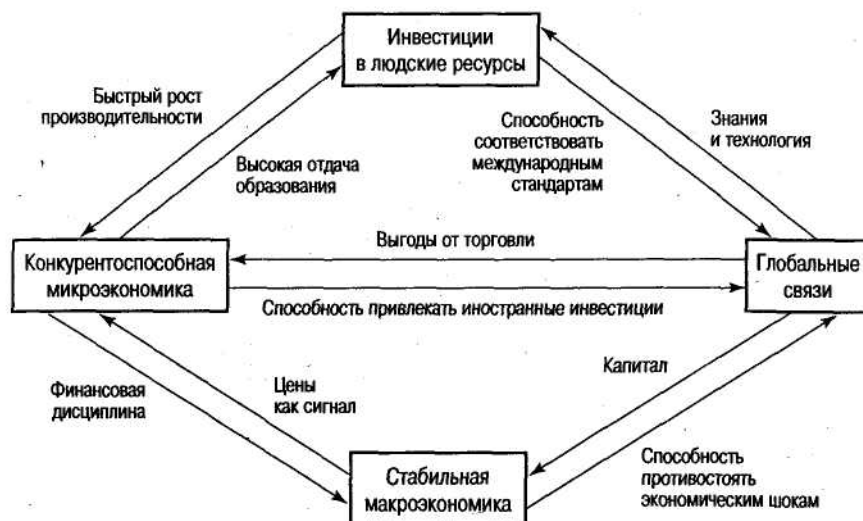 Инвестиции
в людские ресурсы
Быстрый рост
производительности
Высокая отдача
образования
Способность
соответствовать
международным
стандартам
Знания
и технология
Конкурентоспособная
микроэкономика
Выгоды от торговли
Способность привлекать иностранные инвестиции
Глобальные
связи
Финансовая
дисциплина
Цены
как сигнал
Капитал
Способность
противостоять
экономическим шокам
Стабильная
макроэкономика